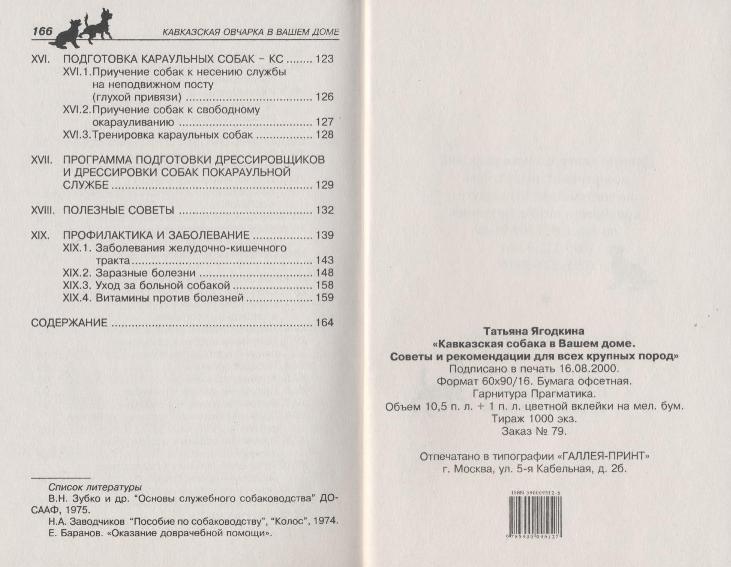 166
КАВКАЗСКАЯ ОВЧАРКА В ВАШЕМ ДОМЕ
XVI. ПОДГОТОВКА КАРАУЛЬНЫХ СОБАК – КС ....... 123
XVI.1.Приучение собак к несению службы
на неподвижном посту
(глухой привязи) ................................ 126
XVI.2.Приучение собак к свободному
окарауливанию ................................. 127
XVI.3.Тренировка караульных собак ............. 128
XVII. ПРОГРАММА ПОДГОТОВКИ ДРЕССИРОВЩИКОВ
И ДРЕССИРОВКИ СОБАК ПОКАРАУЛЬНОЙ
СЛУЖБЕ ................................................ 129
XVIII. ПОЛЕЗНЫЕ СОВЕТЫ ................................. 132
XIX. ПРОФИЛАКТИКА И ЗАБОЛЕВАНИЕ ................ 139
XIX.1. Заболевания желудочно-кишечного
тракта ............................................. 143
XIX.2. Заразные болезни ............................ 148
XIX.3. Уход за больной собакой ................... 158
XIX.4. Витамины против болезней ................ 159
СОДЕРЖАНИЕ ................................................ 164
Список литературы
В.Н. Зубко и др. "Основы служебного собаководства" ДО-
СААФ, 1975.
Н.А. Заводчиков "Пособие по собаководству", "Колос", 1974.
Е. Баранов. «Оказание доврачебной помощи».
Татьяна Ягодкина
«Кавказская собака в Вашем доме.
Советы и рекомендации для всех крупных пород»
Подписано в печать 16.08.2000.
Формат 60х90/16. Бумага офсетная.
Гарнитура Прагматика.
Объем 10,5 п. л. + 1 п. л. цветной вклейки на мел. бум.
Тираж 1000 экз.
Заказ № 79.
Отпечатано в типографии «ГАЛЛЕЯ-ПРИНТ»
г. Москва, ул. 5-я Кабельная, д. 2б.